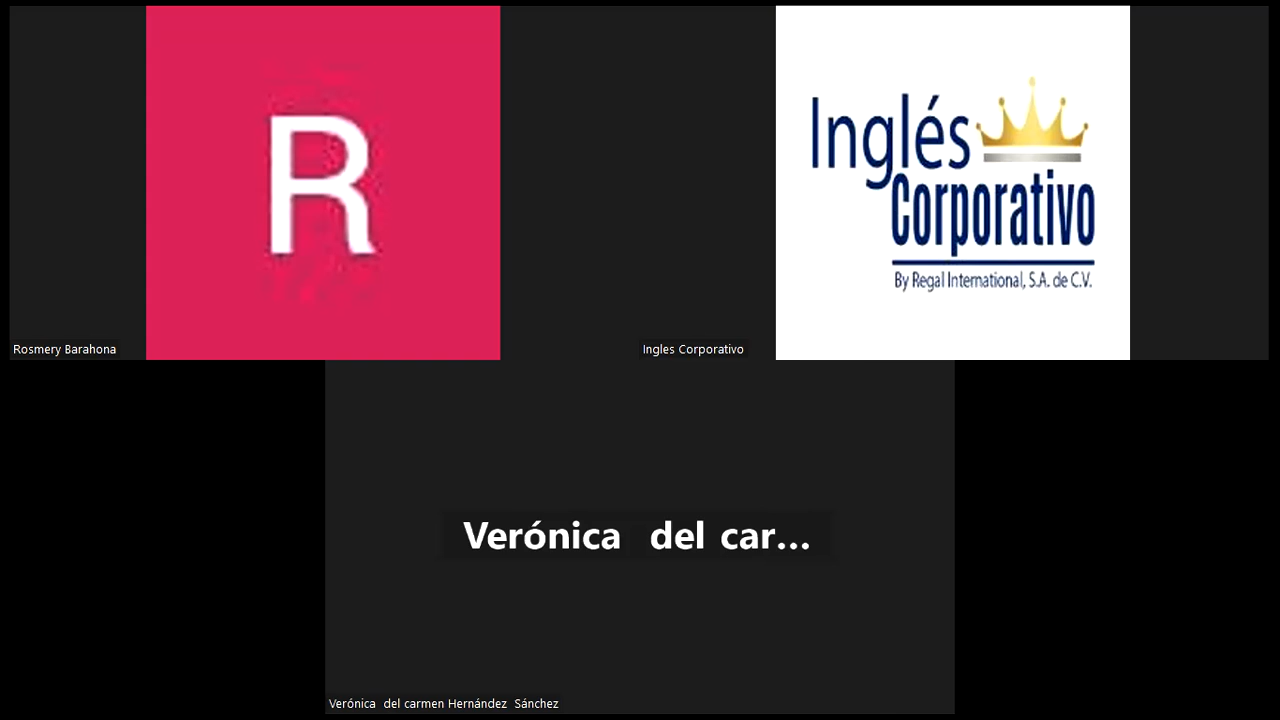 R
Rosmery Barahona
Inglés
Corporativo
By Regal International, S.A. de C.V.
Ingles Corporativo
Verónica del car...
Verónica del carmen Hernández Sánchez